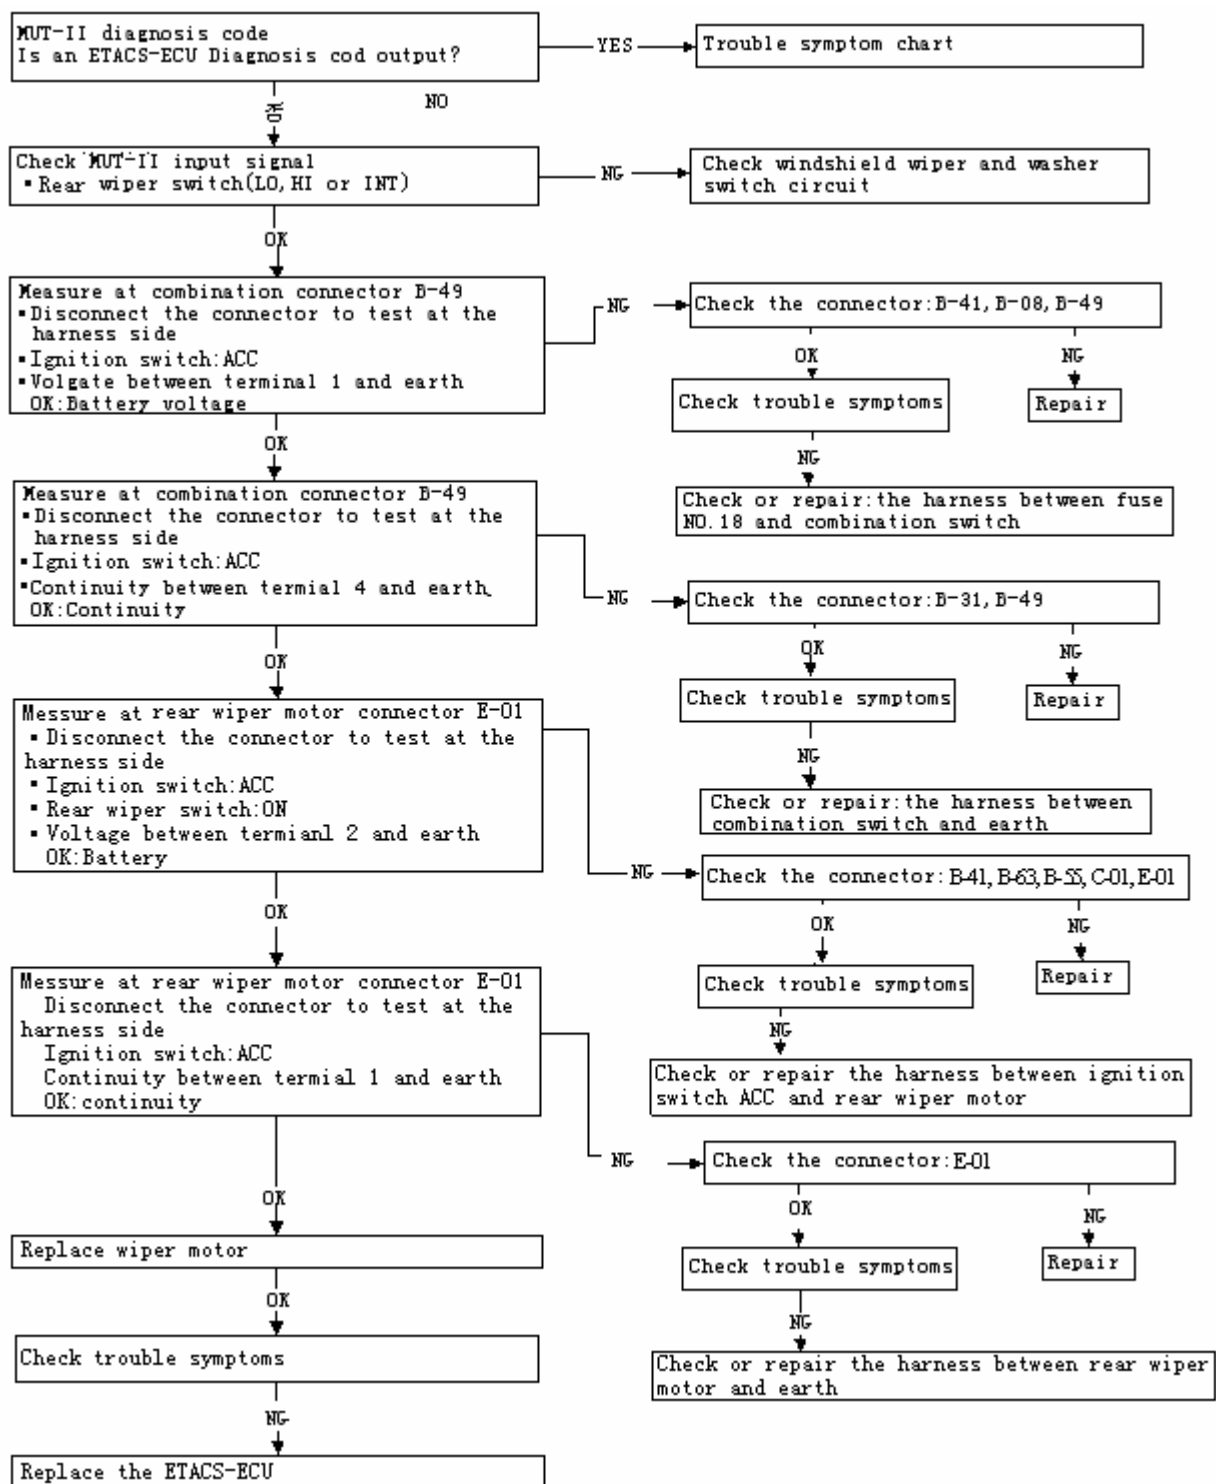 MUT-II diagnosis code
Is an ETACS-ECU Diagnosis cod output?
YES
Trouble symptom chart
NO
NO
Check MUT-II input signal
▪Rear wiper switch(LO,HI or INT)
NG
Check windshield wiper and washer
switch circuit
OK
Measure at combination connector B-49
▪Disconnect the connector to test at the
harness side
▪Ignition switch:ACC
▪Volgate between terminal 1 and earth
OK:Battery voltage
NG
Check the connector:B-41,B-08,B-49
OK
NG
Check trouble symptoms
Repair
NG
Check or repair:the harness between fuse
NO.18 and combination switch
OK
Measure at combination connector B-49
▪Disconnect the connector to test at the
harness side
▪Ignition switch:ACC
▪Continuity between termial 4 and earth
OK:Continuity
NG
Check the connector:B-31,B-49
OK
NG
Check trouble symptoms
Repair
NG
Check or repair:the harness between
combination switch and earth
OK
Messure at rear wiper motor connector E-01
▪Disconnect the connector to test at the
harness side
▪Ignition switch:ACC
▪Rear wiper switch:ON
▪Voltage between termianl 2 and earth
OK:Battery
NG
Check the connector: B-41, B-63, B-55, C-01, E-01
OK
NG
Check trouble symptoms
Repair
NG
Check or repair the harness between ignition
switch ACC and rear wiper motor
OK
Messure at rear wiper motor connector E-01
Disconnect the connector to test at the
harness side
Ignition switch:ACC
Continuity between termial 1 and earth
OK:continuity
NG
Check the connector:E-01
OK
NG
Check trouble symptoms
Repair
NG
Check or repair the harness between rear wiper
motor and earth
OK
Replace wiper motor
OK
Check trouble symptoms
NG
Replace the ETACS-ECU